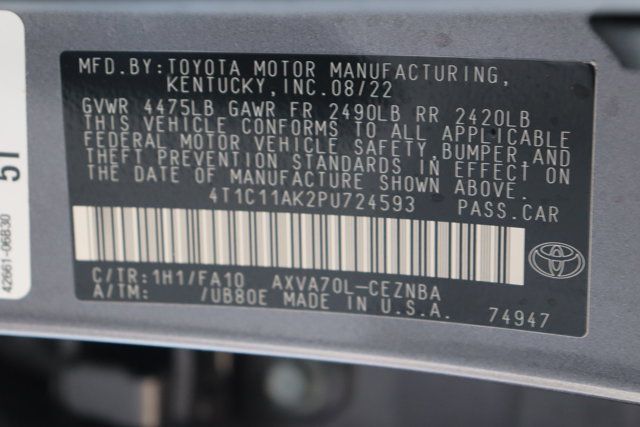 MFD.BY:TOYOTA MOTOR MANUFACTURING,
KENTUCKY, INC. 08/22
GVWR 4475LB GAWR FR 2490LB RR 2420LB
THIS VEHICLE CONFORMS TO ALL APPLICABLE
FEDERAL MOTOR VEHICLE SAFETY, BUMPER, AND
THEFT PREVENTION STANDARDS IN EFFECT ON
THE DATE OF MANUFACTURE SHOWN ABOVE.
4T1C11AK2PU724593 PASS.CAR
C/TR:1H1/FA10 AXVA70L-CEZNBA
A/TM: /UB80E MADE IN U.S.A.
74947
42661-06B30